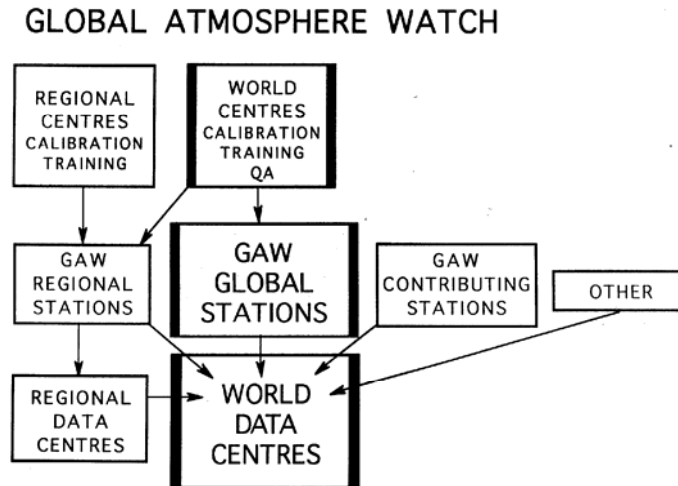 GLOBAL ATMOSPHERE WATCH
REGIONAL
CENTRES
CALIBRATION
TRAINING
WORLD
CENTRES
CALIBRATION
TRAINING
QA
GAW
REGIONAL
STATIONS
GAW
GLOBAL
STATIONS
GAW
CONTRIBUTING
STATIONS
OTHER
REGIONAL
DATA
CENTRES
WORLD
DATA
CENTRES